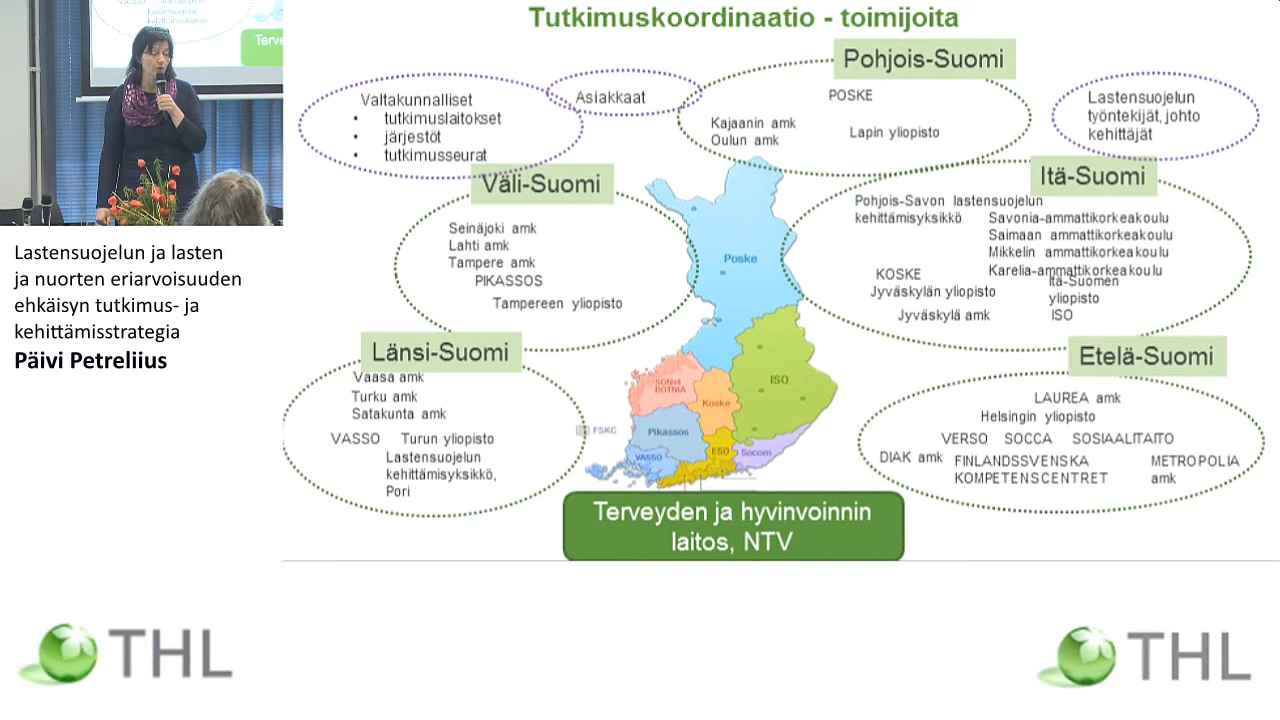 Tutkimuskoordinaatio - toimijoita
Pohjois-Suomi
POSKE
Kajaanin amk
Oulun amk
Lapin yliopisto
Valtakunnalliset
• tutkimuslaitokset
• järjestöt
• tutkimusseurat
Asiakkaat
Lastensuojelun
työntekijät, johto
kehittäjät
Väli-Suomi
Seinäjoki amk
Lahti amk
Tampere amk
PIKASSOS
Tampereen yliopisto
Itä-Suomi
Pohjois-Savon lastensuojelun
kehittämisyksikkö
Savonia-ammattikorkeakoulu
Saimaan ammattikorkeakoulu
Mikkelin ammattikorkeakoulu
Karelia-ammattikorkeakoulu
KOSKE
Jyväskylän yliopisto
Jyväskylä amk
Itä-Suomen
yliopisto
ISO
Länsi-Suomi
Vaasa amk
Turku amk
Satakunta amk
VASSO Turun yliopisto
Lastensuojelun
kehittämisyksikkö,
Pori
Etelä-Suomi
LAUREA amk
Helsingin yliopisto
VERSO SOCCA SOSIAALITAITO
DIAK amk
FINLANDSSVENSKA
KOMPETENSCENTRET
METROPOLIA
amk
Poske
SONet
BOTNIA
ISO
Koske
FSKC
Pikassos
VASSO
ESO
Socom
Terveyden ja hyvinvoinnin
laitos, NTV
Lastensuojelun ja lasten
ja nuorten eriarvoisuuden
ehkäisyn tutkimus- ja
kehittämisstrategia
Päivi Petreliius
Terve
THL
THL